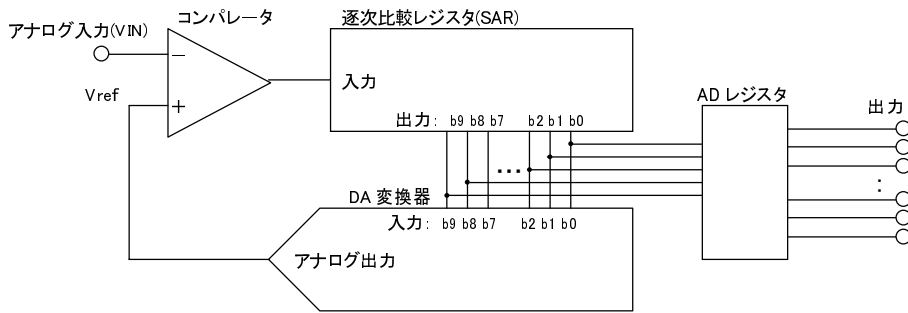 コンパレータ
逐次比較レジスタ(SAR)
アナログ入力(VIN)
−
入力
Vref
+
AD レジスタ
出力
出力: b9 b8 b7 b2 b1 b0
...
:
DA 変換器
入力: b9 b8 b7 b2 b1 b0
アナログ出力